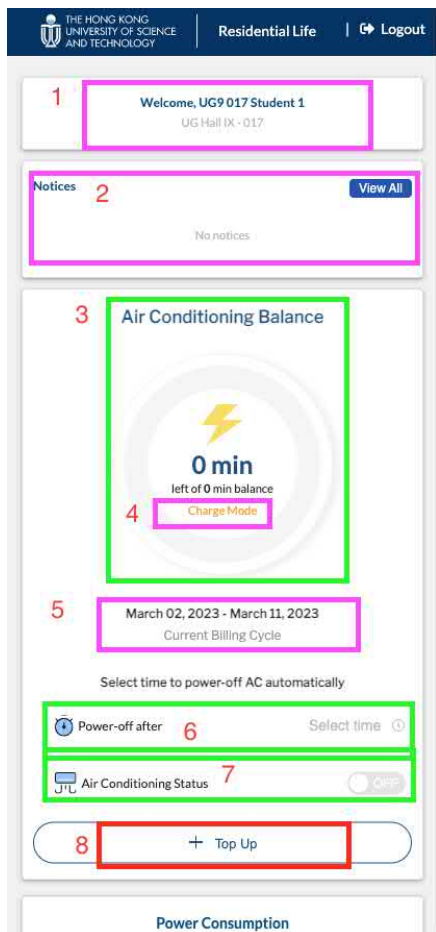 THE HONG KONG
UNIVERSITY OF SCIENCE
AND TECHNOLOGY
Residential Life
Logout
1
Welcome, UG9 017 Student 1
UG Hall IX - 017
Notices
2
View All
No notices
3
Air Conditioning Balance
0 min
left of 0 min balance
4
Charge Mode
5
March 02, 2023 - March 11, 2023
Current Billing Cycle
Select time to power-off AC automatically
Power-off after
6
Select time
Air Conditioning Status
7
OFF
8
+ Top Up
Power Consumption